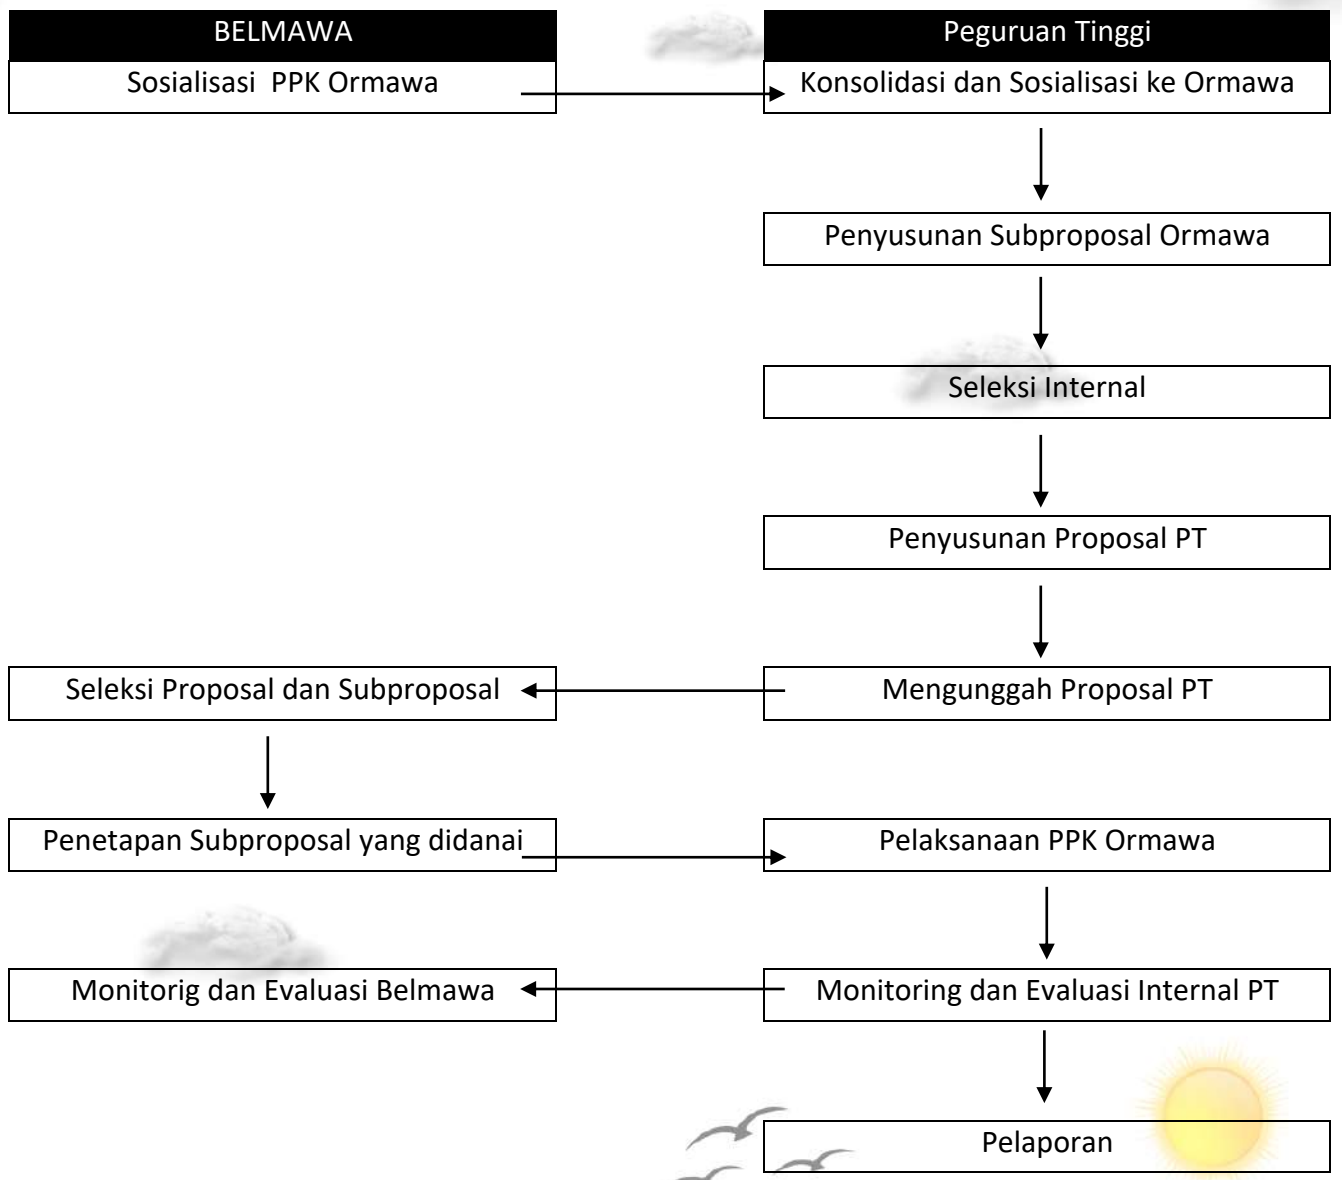 BELMAWA
Peguruan Tinggi
Sosialisasi  PPK Ormawa
Konsolidasi dan Sosialisasi ke Ormawa
Penyusunan Subproposal Ormawa
Seleksi Internal
Penyusunan Proposal PT
Seleksi Proposal dan Subproposal
Mengunggah Proposal PT
Penetapan Subproposal yang didanai
Pelaksanaan PPK Ormawa
Monitorig dan Evaluasi Belmawa
Monitoring dan Evaluasi Internal PT
Pelaporan